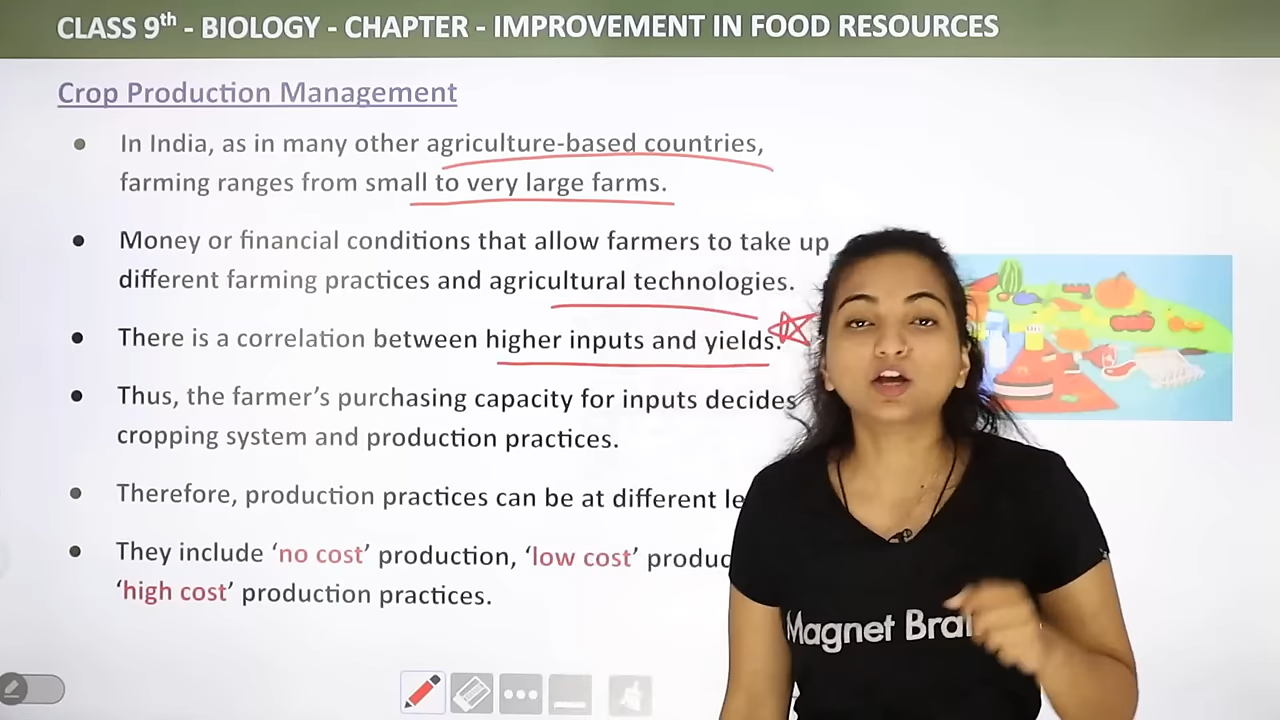 CLASS 9th - BIOLOGY - CHAPTER - IMPROVEMENT IN FOOD RESOURCES
Crop Production Management
• In India, as in many other agriculture-based countries,
farming ranges from small to very large farms.
• Money or financial conditions that allow farmers to take up
different farming practices and agricultural technologies.
• There is a correlation between higher inputs and yields.
• Thus, the farmer’s purchasing capacity for inputs decides
cropping system and production practices.
• Therefore, production practices can be at different
• They include ‘no cost’ production, ‘low cost’
‘high cost’ production practices.
Magnet